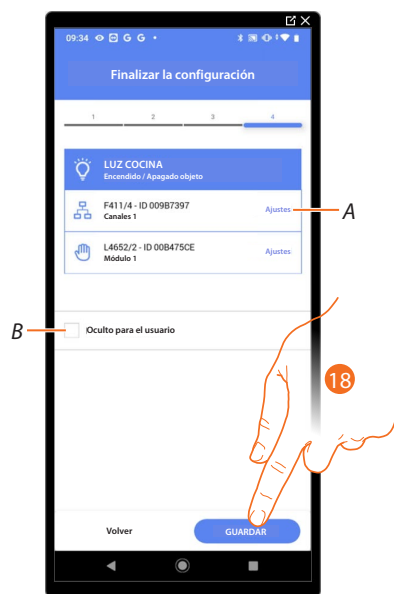 09:34 G G
Finalizar la configuración
1 2 3 4
LUZ COCINA
Encendido / Apagado objeto
F411/4 - ID 009B7397
Canales 1
Ajustes
A
L4652/2 - ID 00B475CE
Módulo 1
Ajustes
B
Oculto para el usuario
18
Volver
GUARDAR